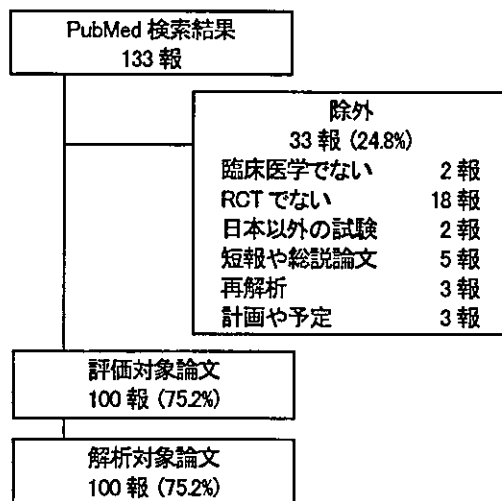 PubMed 検索結果
133 報
除外
33 報 (24.8%)
臨床医学でない 2 報
RCT でない 18 報
日本以外の試験 2 報
短報や総説論文 5 報
再解析 3 報
計画や予定 3 報
評価対象論文
100 報 (75.2%)
解析対象論文
100 報 (75.2%)